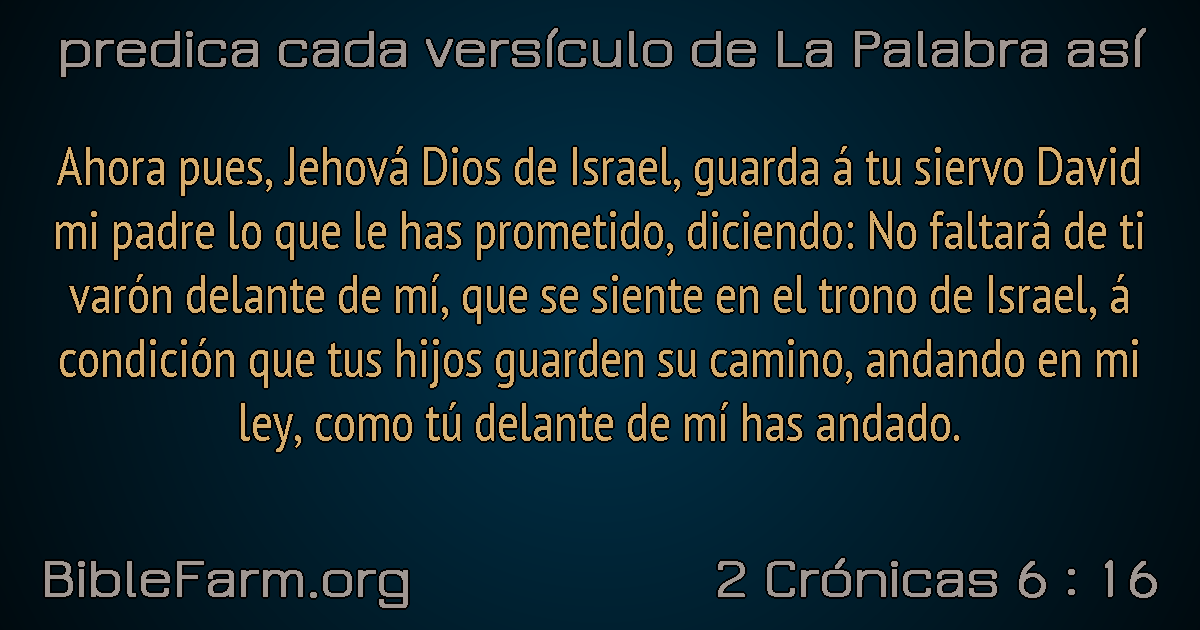 predica cada versículo de La Palabra así
Ahora pues, Jehová Dios de Israel, guarda á tu siervo David
mi padre lo que le has prometido, diciendo: No faltará de ti
varón delante de mí, que se siente en el trono de Israel, á
condición que tus hijos guarden su camino, andando en mi
ley, como tú delante de mí has andado.
BibleFarm.org
2 Crónicas 6 : 16